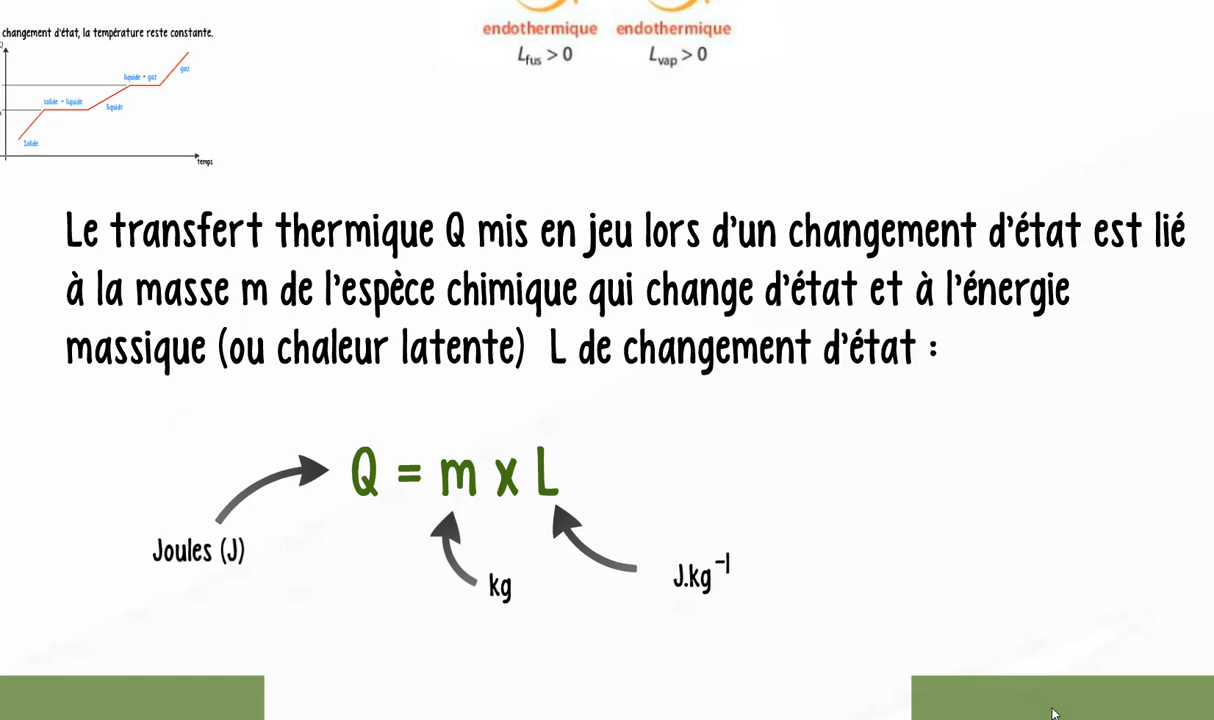 changement d'état, la température reste constante.
endothermique endothermique
Lfus > 0 Lvap > 0
liquide + gaz
gaz
solide + liquide
liquide
Solide
temps
Le transfert thermique Q mis en jeu lors d'un changement d'état est lié
à la masse m de l'espèce chimique qui change d'état et à l'énergie
massique (ou chaleur latente) L de changement d'état :
Q = m x L
Joules (J)
kg
J.kg⁻¹